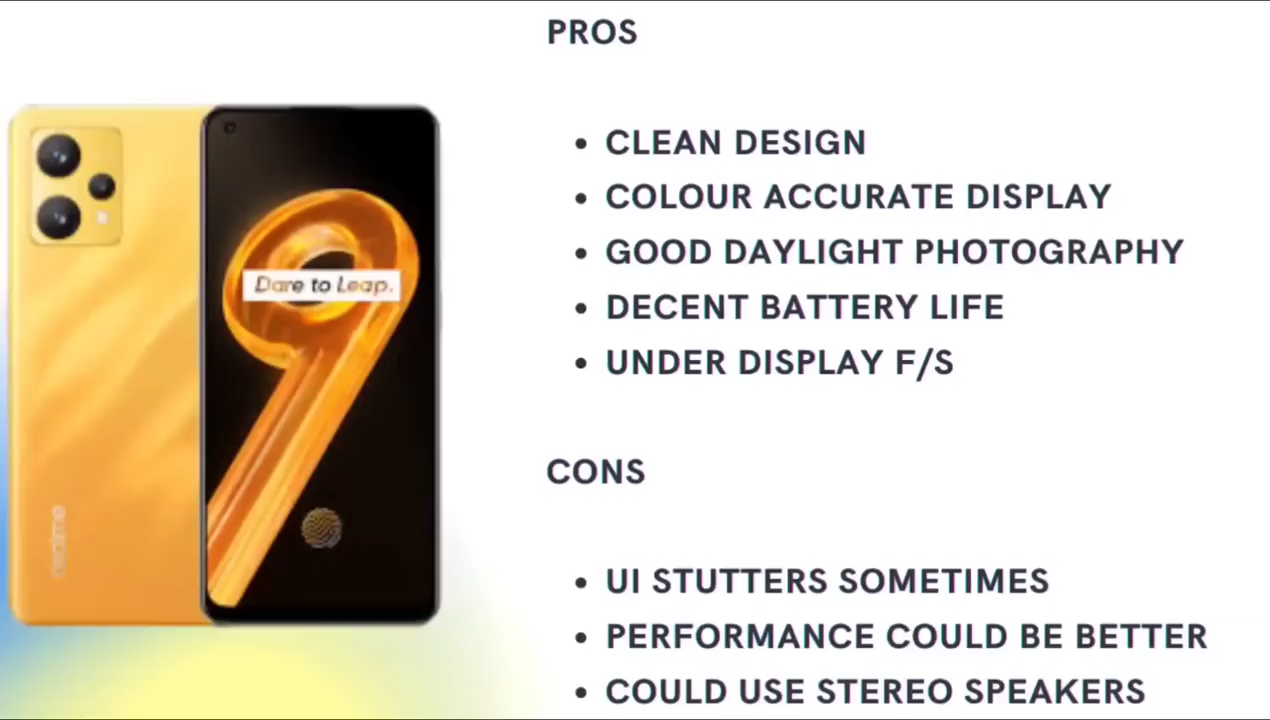 PROS
• CLEAN DESIGN
• COLOUR ACCURATE DISPLAY
• GOOD DAYLIGHT PHOTOGRAPHY
• DECENT BATTERY LIFE
• UNDER DISPLAY F/S
CONS
• UI STUTTERS SOMETIMES
• PERFORMANCE COULD BE BETTER
• COULD USE STEREO SPEAKERS
9
Dare to Leap.
realme